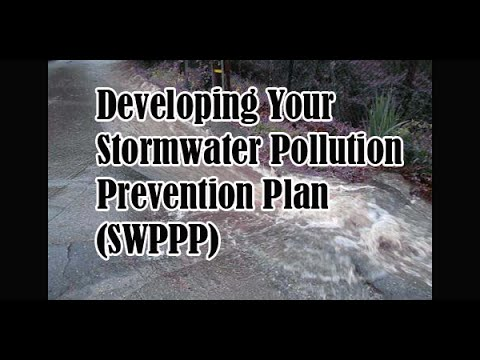 Developing Your
Stormwater Pollution
Prevention Plan
(SWPPP)